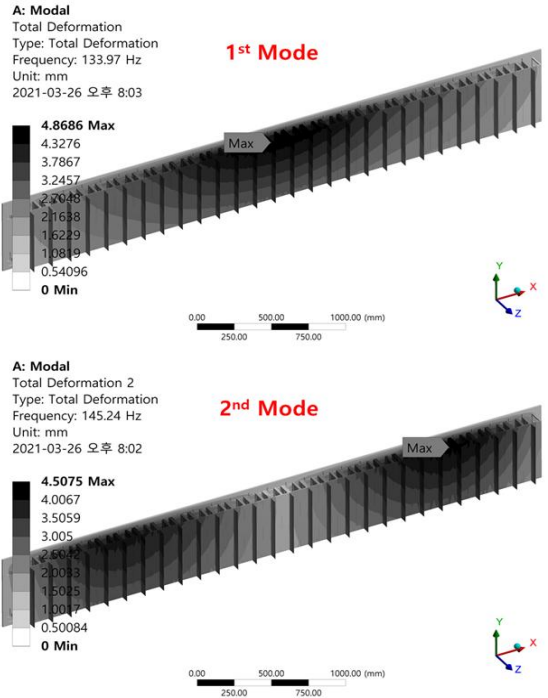 A: Modal
Total Deformation
Type: Total Deformation
Frequency: 133.97 Hz
Unit: mm
2021-03-26 오후 8:03
1st Mode
4.8686 Max
4.3276
3.7867
3.2457
2.7048
2.1638
1.6229
1.0819
0.54096
0 Min
Max
Y
X
Z
0.00 500.00 1000.00 (mm)
250.00 750.00
A: Modal
Total Deformation 2
Type: Total Deformation
Frequency: 145.24 Hz
Unit: mm
2021-03-26 오후 8:02
2nd Mode
4.5075 Max
4.0067
3.5059
3.005
2.5042
2.0033
1.5025
1.0017
0.50084
0 Min
Max
Y
X
Z
0.00 500.00 1000.00 (mm)
250.00 750.00